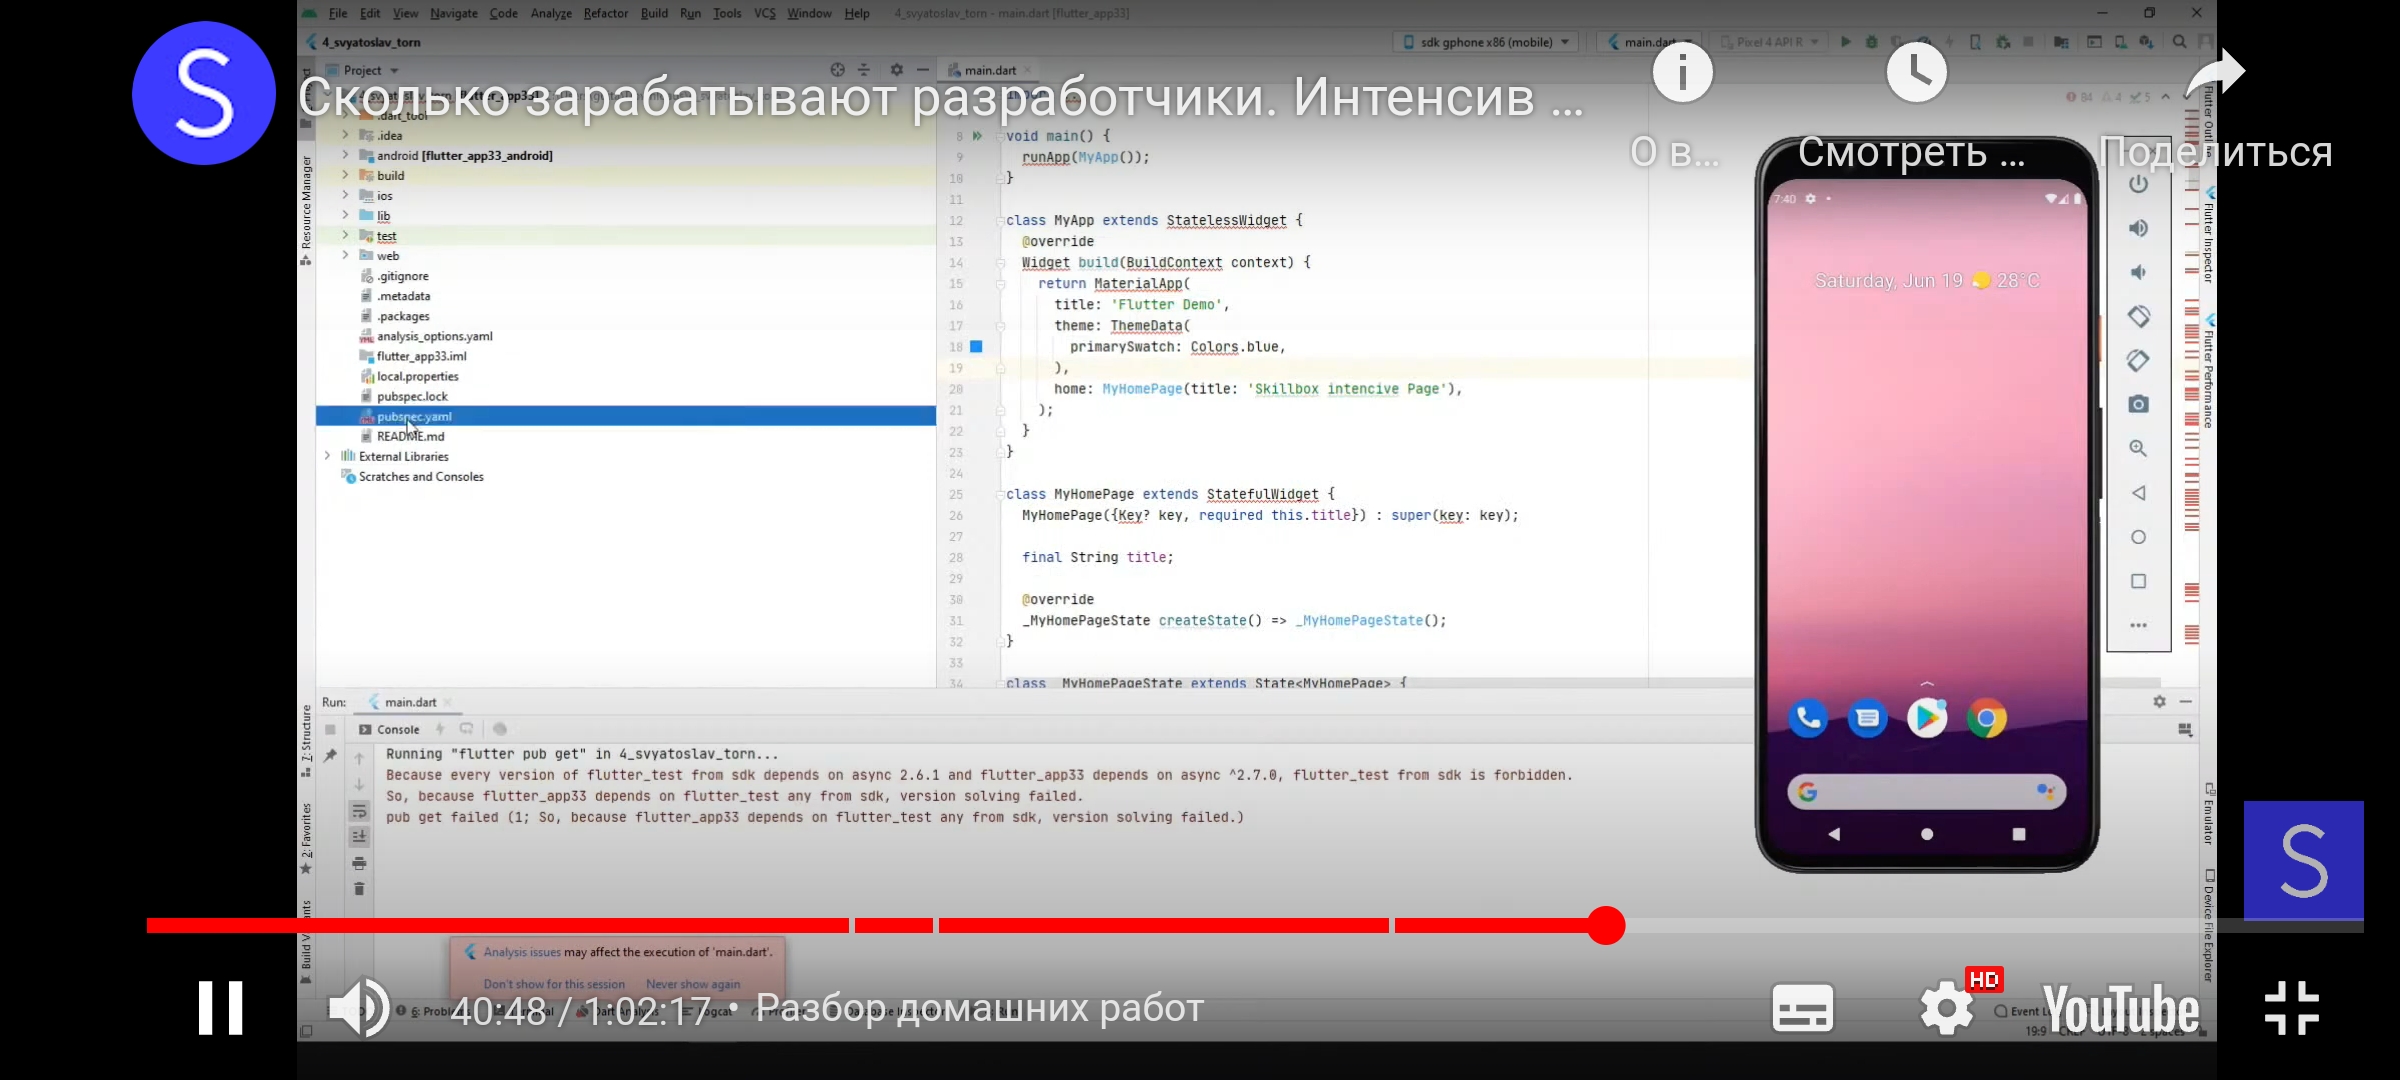 File Edit View Navigate Code Analyze Refactor Build Run Tools VCS Window Help 4_svyatoslav_torn - main.dart [flutter_app33]
4_svyatoslav_torn
sdk gphone x86 (mobile) main.dart Pixel 4 API R
Project
main.dart
Сколько зарабатывают разработчики. Интенсив ...
О в...
Смотреть ...
Поделиться
84 4 5
.dart_tool
.idea
android [flutter_app33_android]
build
ios
lib
test
web
.gitignore
.metadata
.packages
analysis_options.yaml
flutter_app33.iml
local.properties
pubspec.lock
pubspec.yaml
README.md
External Libraries
Scratches and Consoles
Resource Manager
8 void main() {
9 runApp(MyApp());
10 }
11
12 class MyApp extends StatelessWidget {
13 @override
14 Widget build(BuildContext context) {
15 return MaterialApp(
16 title: 'Flutter Demo',
17 theme: ThemeData(
18 primarySwatch: Colors.blue,
19 ),
20 home: MyHomePage(title: 'Skillbox intencive Page'),
21 );
22 }
23 }
24
25 class MyHomePage extends StatefulWidget {
26 MyHomePage({Key? key, required this.title}) : super(key: key);
27
28 final String title;
29
30 @override
31 _MyHomePageState createState() => _MyHomePageState();
32 }
33
34 class _MyHomePageState extends State<MyHomePage> {
7:40
Saturday, Jun 19 28°C
Flutter Outline
Flutter Inspector
Flutter Performance
Run: main.dart
Console
Running "flutter pub get" in 4_svyatoslav_torn...
Because every version of flutter_test from sdk depends on async 2.6.1 and flutter_app33 depends on async ^2.7.0, flutter_test from sdk is forbidden.
So, because flutter_app33 depends on flutter_test any from sdk, version solving failed.
pub get failed (1; So, because flutter_app33 depends on flutter_test any from sdk, version solving failed.)
Z: Structure
2: Favorites
Emulator
Device File Explorer
S
S
Analysis issues may affect the execution of 'main.dart'.
Don't show for this session Never show again
40:48 / 1:02:17 • Разбор домашних работ
HD
YouTube
19:9